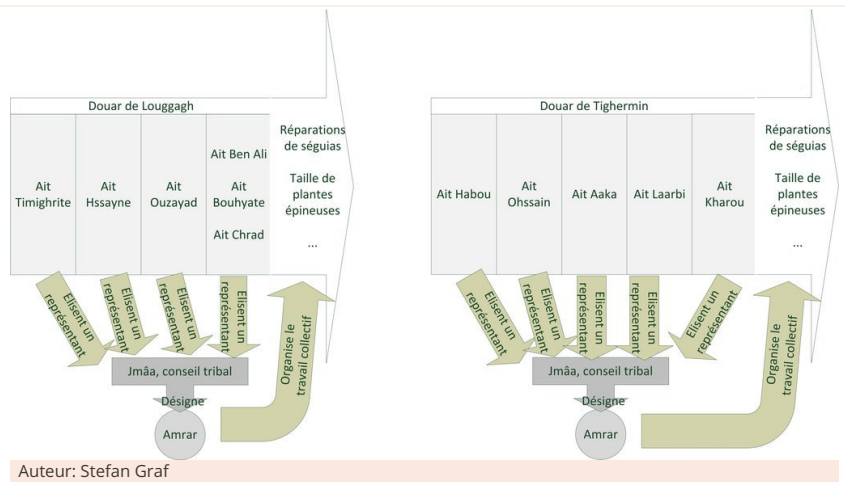 Douar de Louggagh
Ait
Timighrite
Ait
Hssayne
Ait
Ouzayad
Ait Ben Ali
Ait
Bouhyate
Ait Chrad
Réparations
de séguias
Taille de
plantes
épineuses
...
Elisent un
représentant
Elisent un
représentant
Elisent un
représentant
Elisent un
représentant
Jmâa, conseil tribal
Désigne
Amrar
Organise le
travail collectif
Douar de Tighermin
Ait Habou
Ait
Ohssain
Ait Aaka
Ait Laarbi
Ait
Kharou
Réparations
de séguias
Taille de
plantes
épineuses
...
Elisent un
représentant
Elisent un
représentant
Elisent un
représentant
Elisent un
représentant
Elisent un
représentant
Jmâa, conseil tribal
Désigne
Amrar
Organise le
travail collectif
Auteur: Stefan Graf